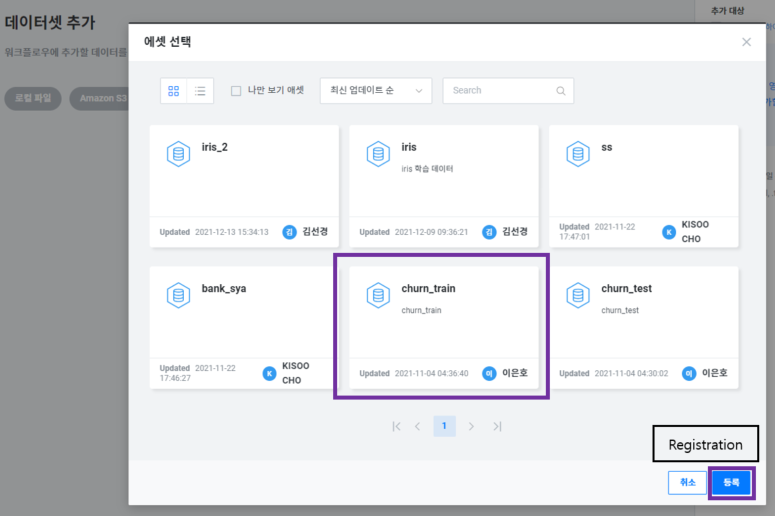 데이터셋 추가
추가 대상
워크플로우에 추가할 데이터를
로컬 파일
Amazon S3
에셋 선택
나만 보기 애셋
최신 업데이트 순
Search
iris_2
Updated 2021-12-13 15:34:13
김
김선경
iris
iris 학습 데이터
Updated 2021-12-09 09:36:21
김
김선경
ss
Updated 2021-11-22
17:47:01
K
KISOO
CHO
bank_sya
Updated 2021-11-22
17:46:27
K
KISOO
CHO
churn_train
churn_train
Updated 2021-11-04 04:36:40
이
이은호
churn_test
churn_test
Updated 2021-11-04 04:30:02
이
이은호
1
Registration
취소
등록